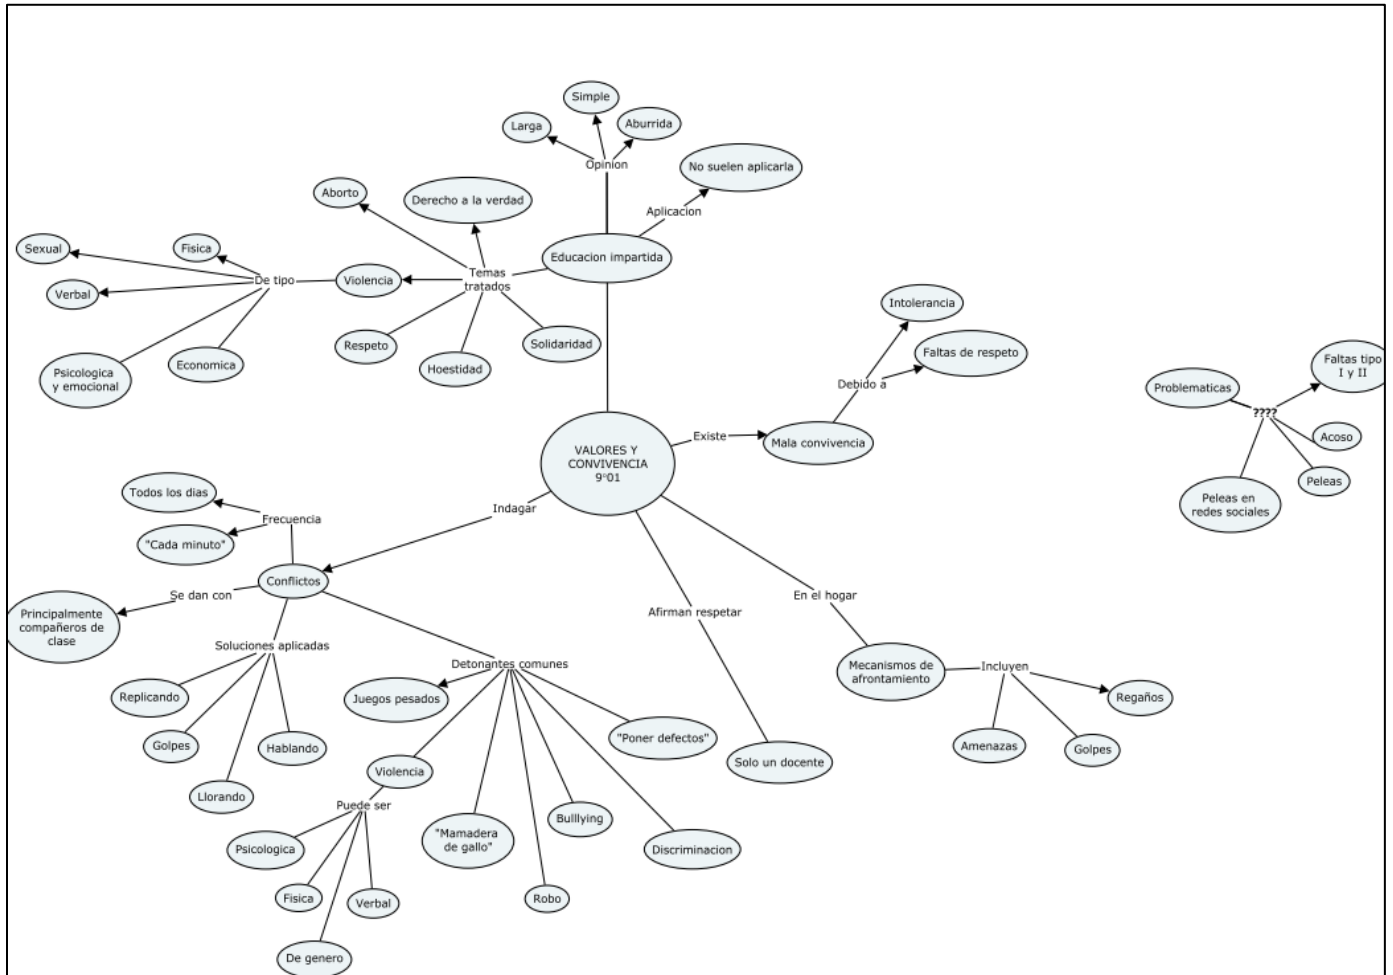 Simple
Larga
Aburrida
Opinion
No suelen aplicarla
Aplicacion
Educacion impartida
Aborto
Derecho a la verdad
Temas
tratados
Violencia
Respeto
Hoestidad
Solidaridad
De tipo
Sexual
Fisica
Verbal
Psicologica
y emocional
Economica
VALORES Y
CONVIVENCIA
9°01
Existe
Mala convivencia
Debido a
Intolerancia
Faltas de respeto
Problematicas
????
Faltas tipo
I y II
Acoso
Peleas
Peleas en
redes sociales
Indagar
Conflictos
Frecuencia
Todos los dias
"Cada minuto"
Se dan con
Principalmente
compañeros de
clase
Soluciones aplicadas
Replicando
Golpes
Llorando
Hablando
Detonantes comunes
Juegos pesados
Violencia
Puede ser
Psicologica
Fisica
De genero
Verbal
"Mamadera
de gallo"
Robo
Bulllying
Discriminacion
"Poner defectos"
Afirman respetar
Solo un docente
En el hogar
Mecanismos de
afrontamiento
Incluyen
Amenazas
Golpes
Regaños